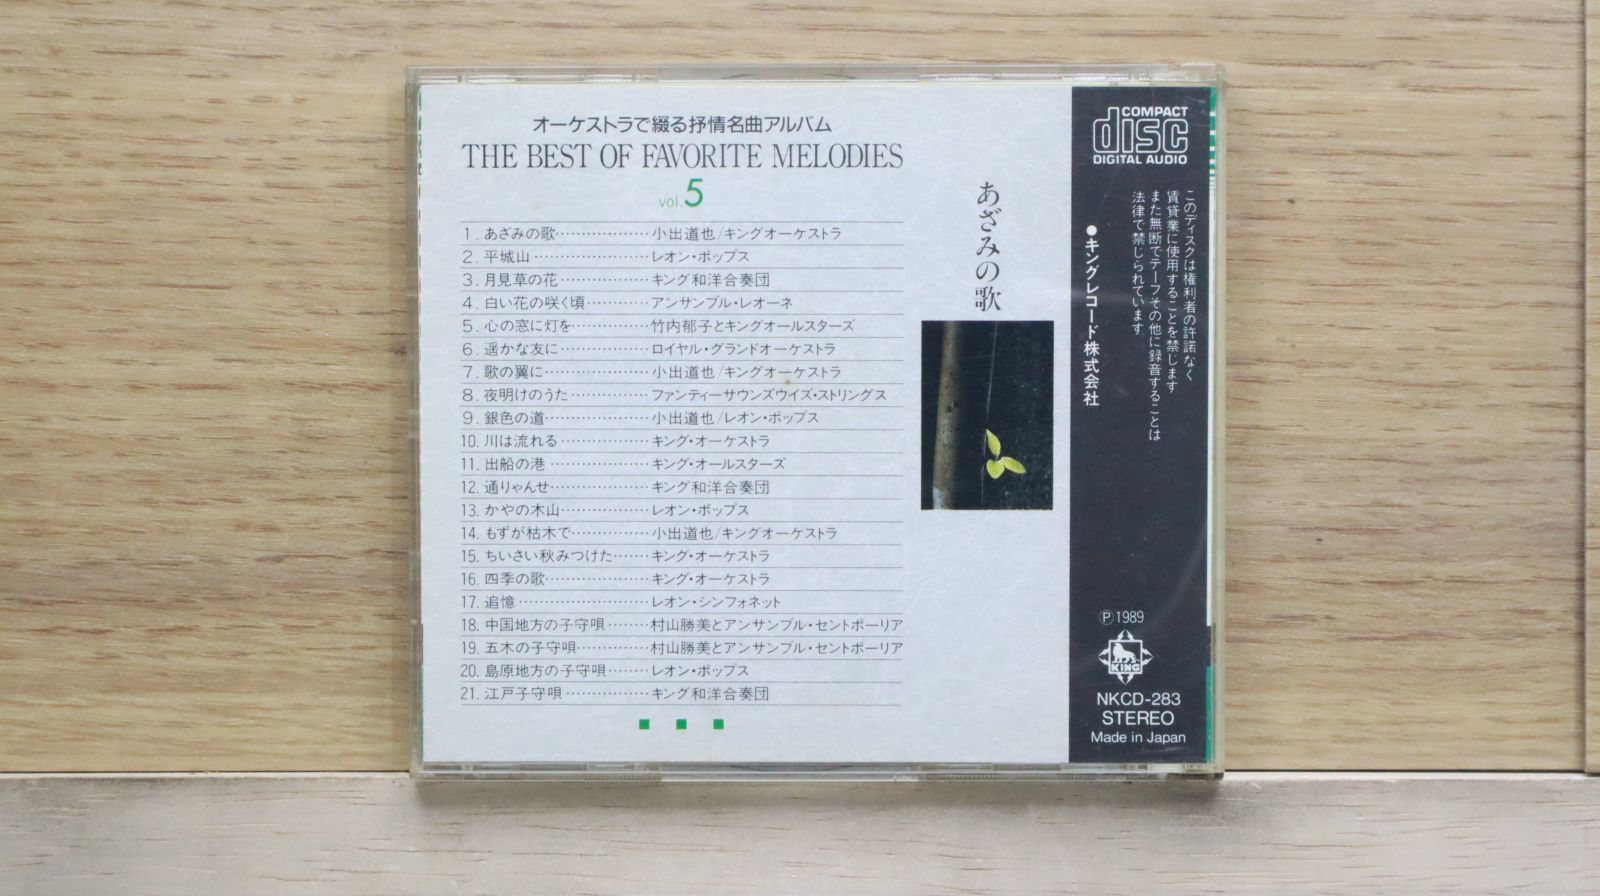 オーケストラで綴る抒情名曲アルバム
THE BEST OF FAVORITE MELODIES
vol.5
1. あざみの歌………………小出道也/キングオーケストラ
2. 平城山……………………レオン・ポップス
3. 月見草の花………………キング和洋合奏団
4. 白い花の咲く頃…………アンサンブル・レオーネ
5. 心の窓に灯を……………竹内郁子とキングオールスターズ
6. 遥かな友に………………ロイヤル・グランドオーケストラ
7. 歌の翼に…………………小出道也/キングオーケストラ
8. 夜明けのうた……………ファンティーサウンズウイズ・ストリングス
9. 銀色の道…………………小出道也/レオン・ポップス
10. 川は流れる………………キング・オーケストラ
11. 出船の港…………………キング・オールスターズ
12. 通りゃんせ………………キング和洋合奏団
13. かやの木山………………レオン・ポップス
14. もずが枯木で……………小出道也/キングオーケストラ
15. ちいさい秋みつけた……キング・オーケストラ
16. 四季の歌…………………キング・オーケストラ
17. 追憶………………………レオン・シンフォネット
18. 中国地方の子守唄………村山勝美とアンサンブル・セントポーリア
19. 五木の子守唄……………村山勝美とアンサンブル・セントポーリア
20. 島原地方の子守唄………レオン・ポップス
21. 江戸子守唄………………キング和洋合奏団
あざみの歌
COMPACT
disc
DIGITAL AUDIO
このディスクは権利者の許諾なく
賃貸業に使用することを禁じます
また無断でテープその他に録音することは
法律で禁じられています
●キングレコード株式会社
Ⓟ1989
KING
NKCD-283
STEREO
Made in Japan